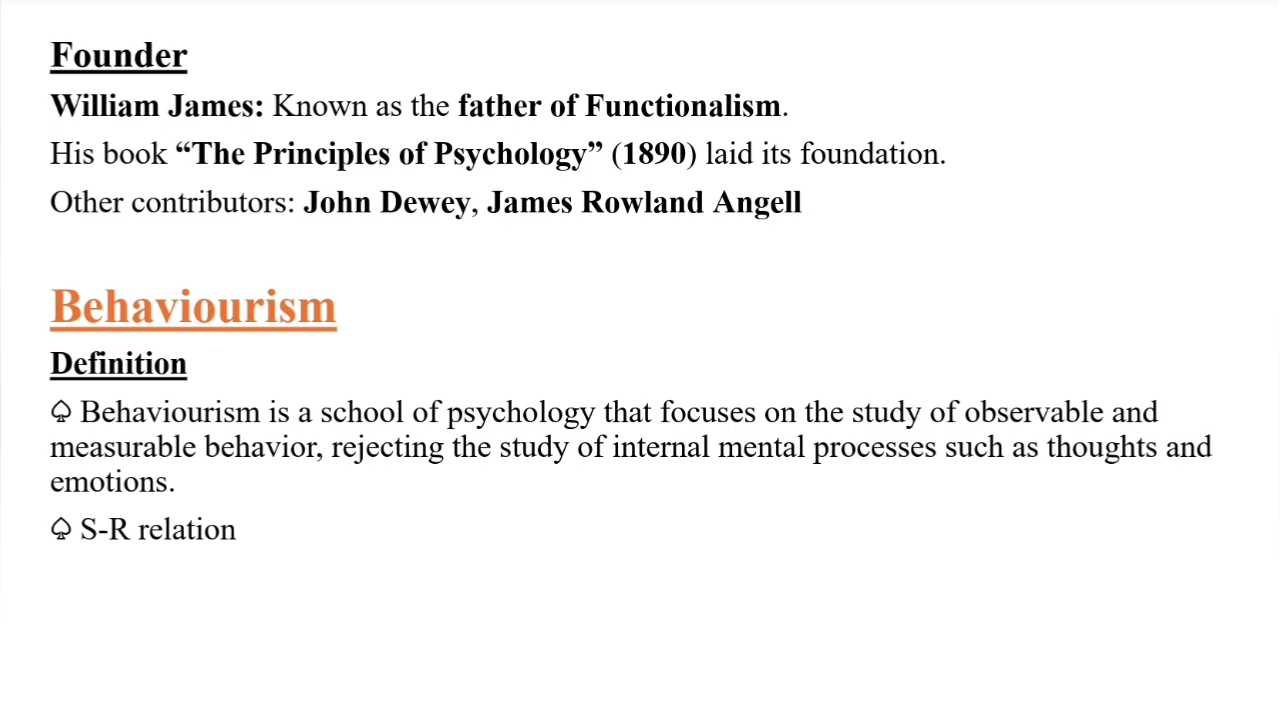 Founder
William James: Known as the father of Functionalism.
His book “The Principles of Psychology” (1890) laid its foundation.
Other contributors: John Dewey, James Rowland Angell
Behaviourism
Definition
♤ Behaviourism is a school of psychology that focuses on the study of observable and
measurable behavior, rejecting the study of internal mental processes such as thoughts and
emotions.
♤ S-R relation